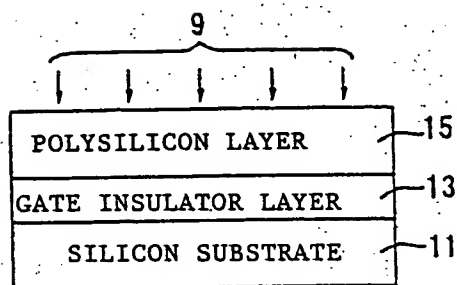 9
POLYSILICON LAYER 15
GATE INSULATOR LAYER 13
SILICON SUBSTRATE 11